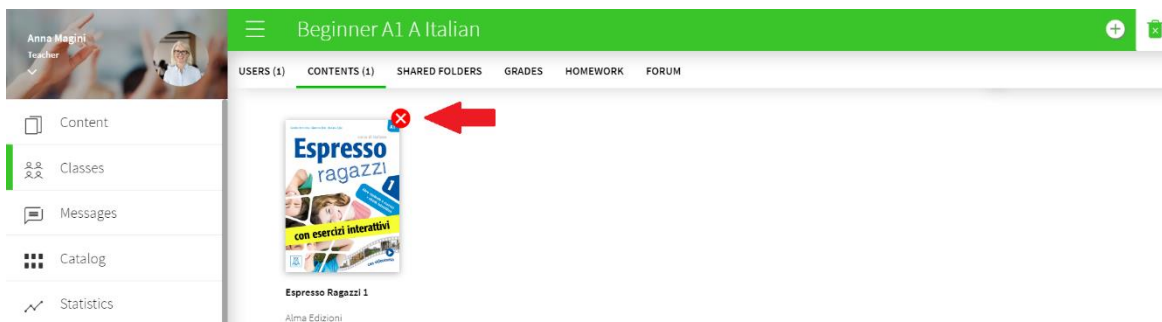 Anna Magini
Teacher
Content
Classes
Messages
Catalog
Statistics
Beginner A1 A Italian
USERS (1) CONTENTS (1) SHARED FOLDERS GRADES HOMEWORK FORUM
Espresso
ragazzi
1
con esercizi interattivi
Espresso Ragazzi 1
Alma Edizioni